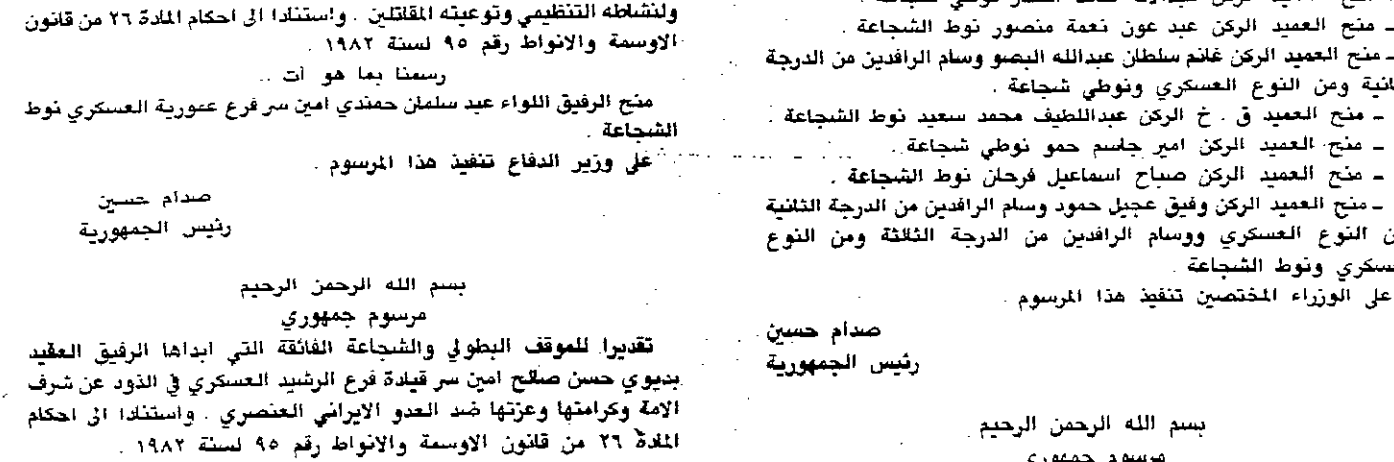 نوطي شجاعة .
ـ منح العميد الركن عبد عون نعمة منصور نوط الشجاعة .
ـ منح العميد الركن غانم سلطان عبدالله البصو وسام الرافدين من الدرجة
ومن النوع العسكري ونوطي شجاعة .
ـ منح العميد ق . خ الركن عبداللطيف محمد سعيد نوط الشجاعة .
ـ منح العميد الركن امير جاسم حمو نوطي شجاعة .
ـ منح العميد الركن صباح اسماعيل فرحان نوط الشجاعة .
ـ منح العميد الركن وفيق عجيل حمود وسام الرافدين من الدرجة الثانية
النوع العسكري ووسام الرافدين من الدرجة الثالثة ومن النوع
ونوط الشجاعة .
على الوزراء المختصين تنفيذ هذا المرسوم .
صدام حسين
رئيس الجمهورية
بسم الله الرحمن الرحيم
مرسوم جمهوري
ولنشاطه التنظيمي وتوعيته المقاتلين . واستنادا الى احكام المادة ٢٦ من قانون
الاوسمة والانواط رقم ٩٥ لسنة ١٩٨٢ .
رسمنا بما هو آت ..
منح الرفيق اللواء عبد سلمان حمندي امين سر فرع عمورية العسكري نوط
الشجاعة .
على وزير الدفاع تنفيذ هذا المرسوم .
صدام حسين
رئيس الجمهورية
بسم الله الرحمن الرحيم
مرسوم جمهوري
تقديرا للموقف البطولي والشجاعة الفائقة التي ابداها الرفيق العقيد
بديوي حسن صالح امين سر قيادة فرع الرشيد العسكري في الذود عن شرف
الامة وكرامتها وعزتها ضد العدو الايراني العنصري . واستنادا الى احكام
المادة ٢٦ من قانون الاوسمة والانواط رقم ٩٥ لسنة ١٩٨٢ .